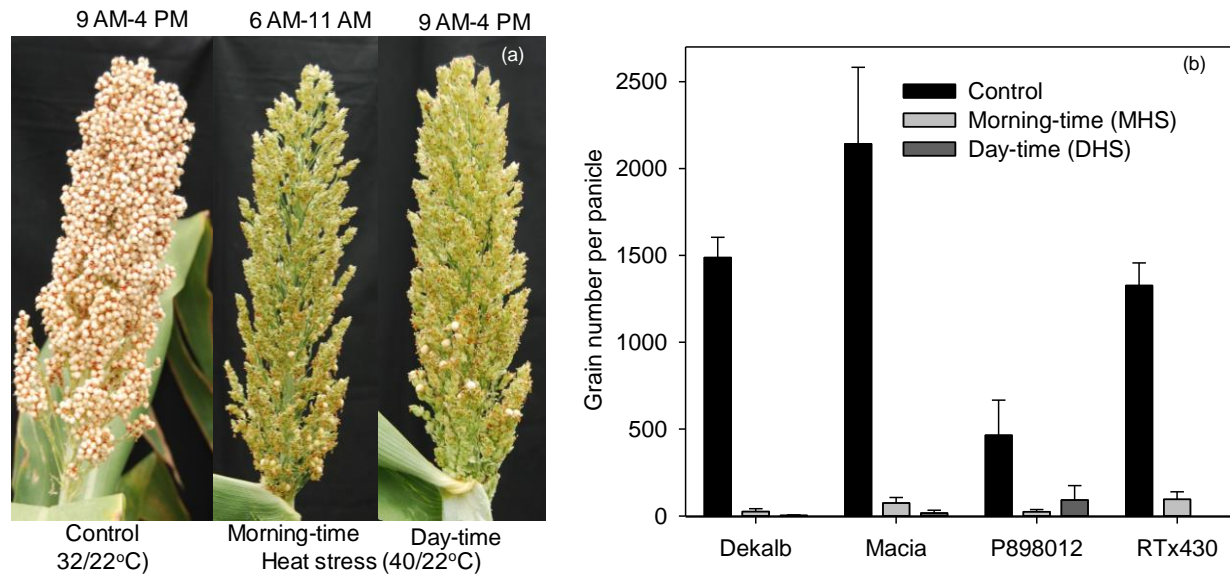 9 AM-4 PM
6 AM-11 AM
9 AM-4 PM
(a)
Control
32/22°C)
Morning-time
Day-time
Heat stress (40/22°C)
(b)
Control
Morning-time (MHS)
Day-time (DHS)
Grain number per panicle
2500
2000
1500
1000
500
0
Dekalb
Macia
P898012
RTx430